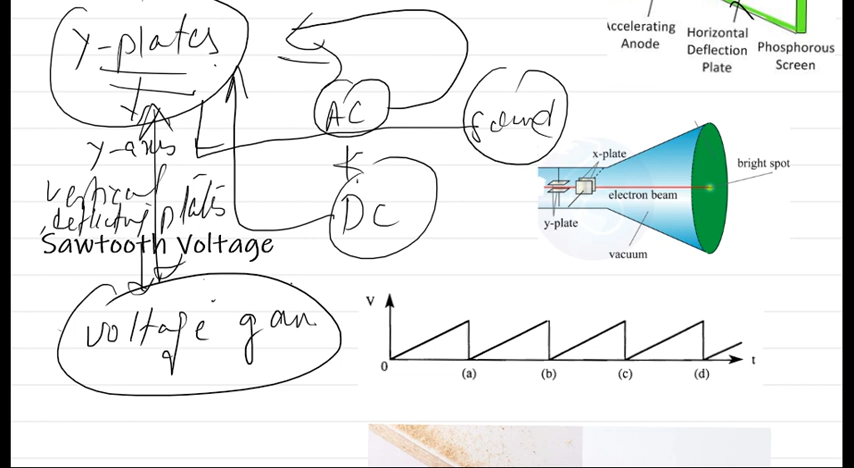 Accelerating
Anode
Horizontal
Deflection
Plate
Phosphorous
Screen
y-plates
AC
sound
y-axis
vertical
deflecting plates
DC
x-plate
bright spot
electron beam
y-plate
vacuum
Sawtooth Voltage
voltage gain
V
0
t
(a)
(b)
(c)
(d)